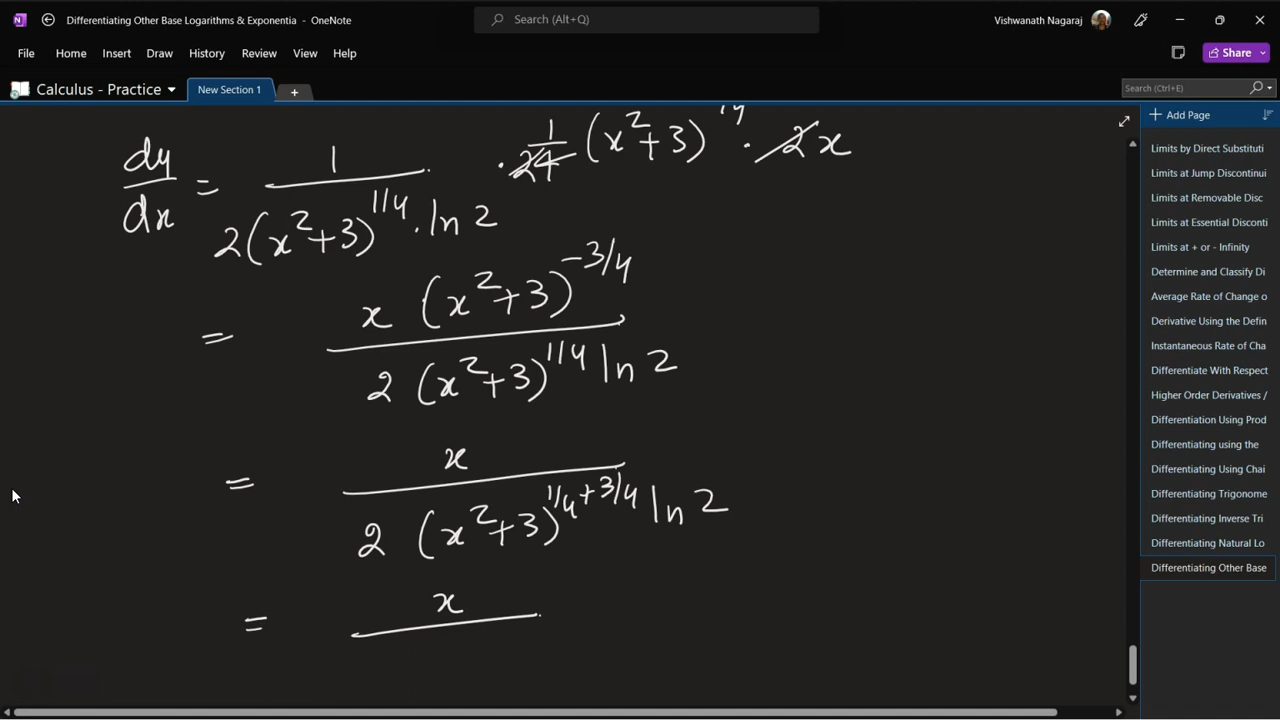 Differentiating Other Base Logarithms & Exponentia - OneNote
Search (Alt+Q)
Vishwanath Nagaraj
File Home Insert Draw History Review View Help
Share
Calculus - Practice
New Section 1
+
Search (Ctrl+E)
Add Page
Limits by Direct Substituti
Limits at Jump Discontinui
Limits at Removable Disc
Limits at Essential Disconti
Limits at + or - Infinity
Determine and Classify Di
Average Rate of Change o
Derivative Using the Defin
Instantaneous Rate of Cha
Differentiate With Respect
Higher Order Derivatives /
Differentiation Using Prod
Differentiating using the
Differentiating Using Chai
Differentiating Trigonome
Differentiating Inverse Tri
Differentiating Natural Lo
Differentiating Other Base
dy/dx = 1 / 2(x²+3)^1/4 . ln 2 . 1/24 (x²+3) . 2x
= x (x²+3)^-3/4 / 2 (x²+3)^1/4 ln 2
= x / 2 (x²+3)^1/4+3/4 ln 2
= x